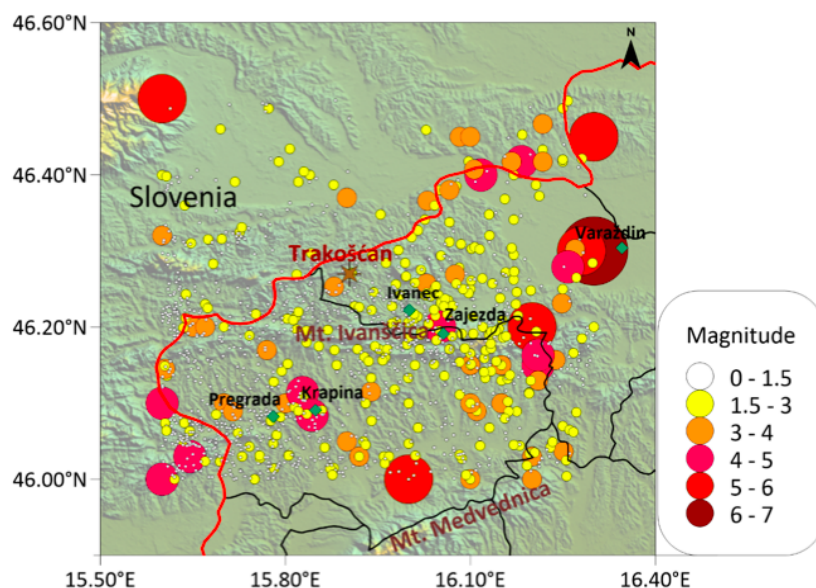 46.60°N
N
46.40°N
Slovenia
Trakošćan
Varaždin
Ivanec
Zajezda
46.20°N
Mt. Ivanščica
Pregrada
Krapina
46.00°N
Mt. Medvednica
15.50°E
15.80°E
16.10°E
16.40°E
Magnitude
0 - 1.5
1.5 - 3
3 - 4
4 - 5
5 - 6
6 - 7